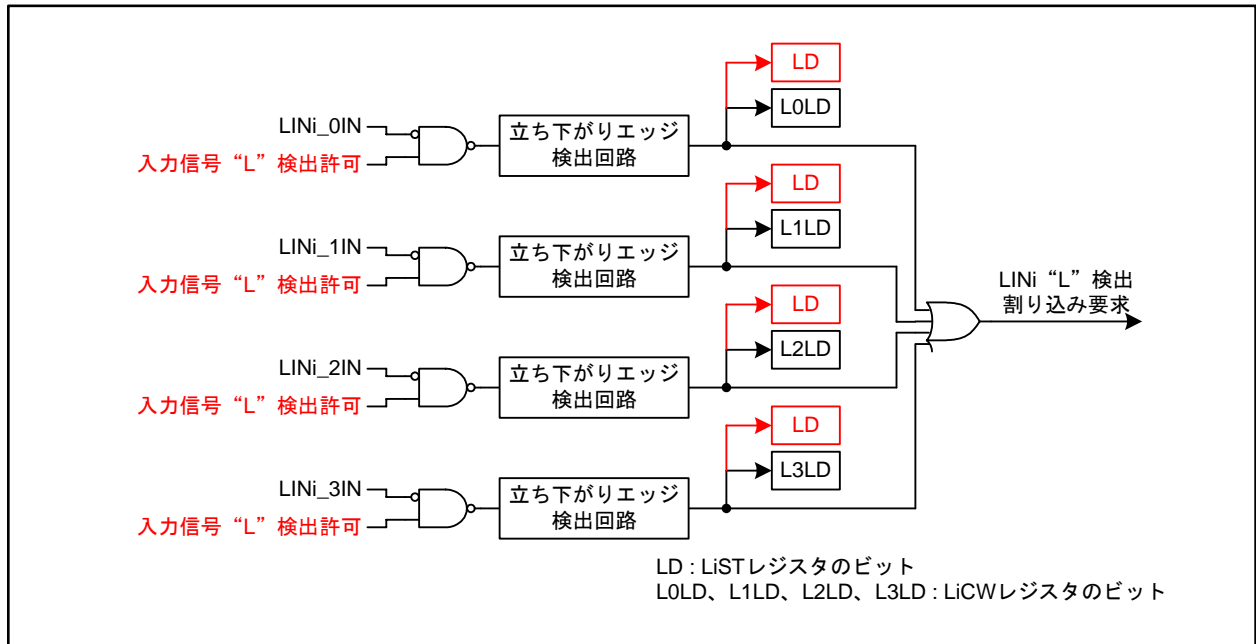 LD
L0LD
LINi_0IN
入力信号“L”検出許可
立ち下がりエッジ
検出回路
LD
L1LD
LINi_1IN
入力信号“L”検出許可
立ち下がりエッジ
検出回路
LINi“L”検出
割り込み要求
LD
L2LD
LINi_2IN
入力信号“L”検出許可
立ち下がりエッジ
検出回路
LD
L3LD
LINi_3IN
入力信号“L”検出許可
立ち下がりエッジ
検出回路
LD : LiSTレジスタのビット
L0LD、L1LD、L2LD、L3LD : LiCWレジスタのビット